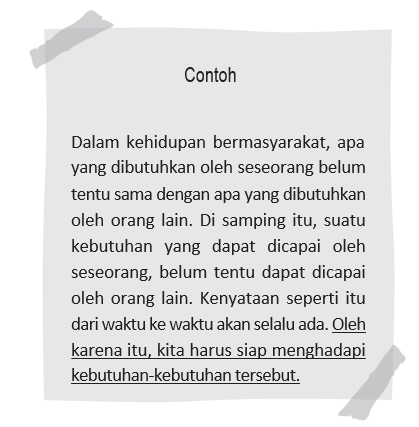 Contoh
Dalam kehidupan bermasyarakat, apa
yang dibutuhkan oleh seseorang belum
tentu sama dengan apa yang dibutuhkan
oleh orang lain. Di samping itu, suatu
kebutuhan yang dapat dicapai oleh
seseorang, belum tentu dapat dicapai
oleh orang lain. Kenyataan seperti itu
dari waktu ke waktu akan selalu ada. Oleh
karena itu, kita harus siap menghadapi
kebutuhan-kebutuhan tersebut.